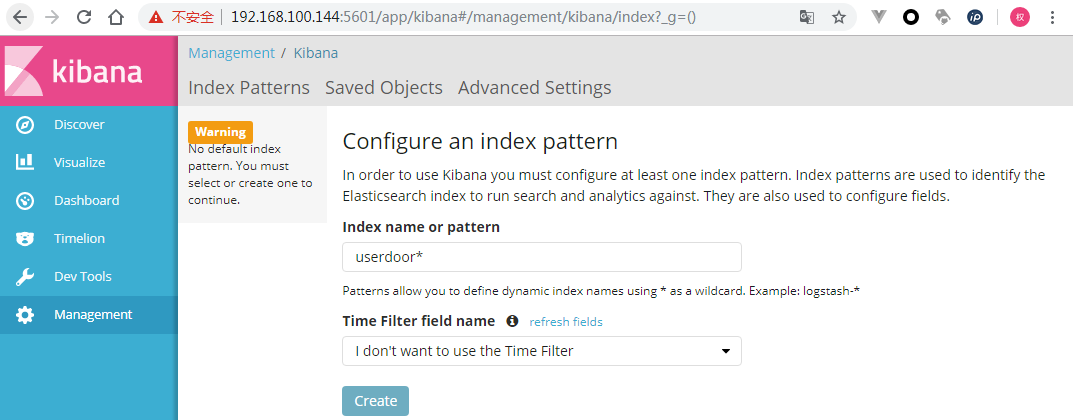 不安全 192.168.100.144:5601/app/kibana#/management/kibana/index?_g=() 权
kibana
Management / Kibana
Index Patterns Saved Objects Advanced Settings
Discover
Visualize
Dashboard
Timelion
Dev Tools
Management
Warning
No default index
pattern. You must
select or create one to
continue.
Configure an index pattern
In order to use Kibana you must configure at least one index pattern. Index patterns are used to identify the
Elasticsearch index to run search and analytics against. They are also used to configure fields.
Index name or pattern
userdoor*
Patterns allow you to define dynamic index names using * as a wildcard. Example: logstash-*
Time Filter field name refresh fields
I don't want to use the Time Filter
Create